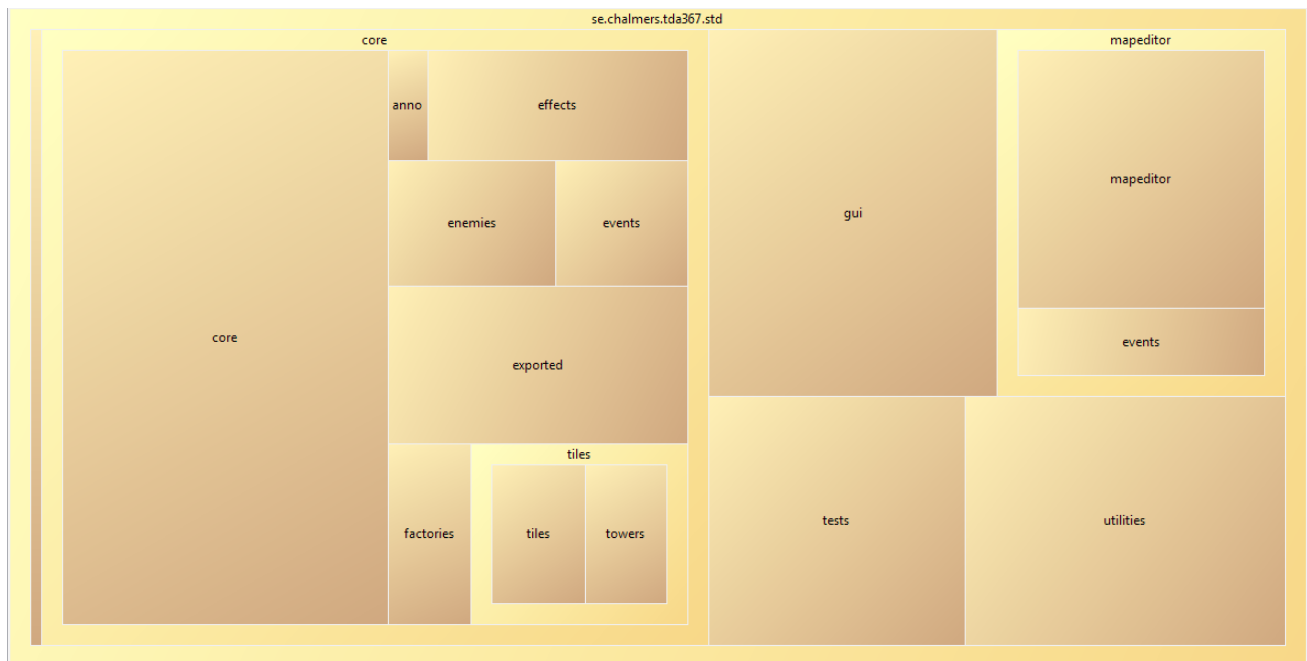 se.chalmers.tda367.std
core
mapeditor
anno
effects
mapeditor
gui
enemies
events
core
events
exported
tiles
factories
tiles
towers
tests
utilities